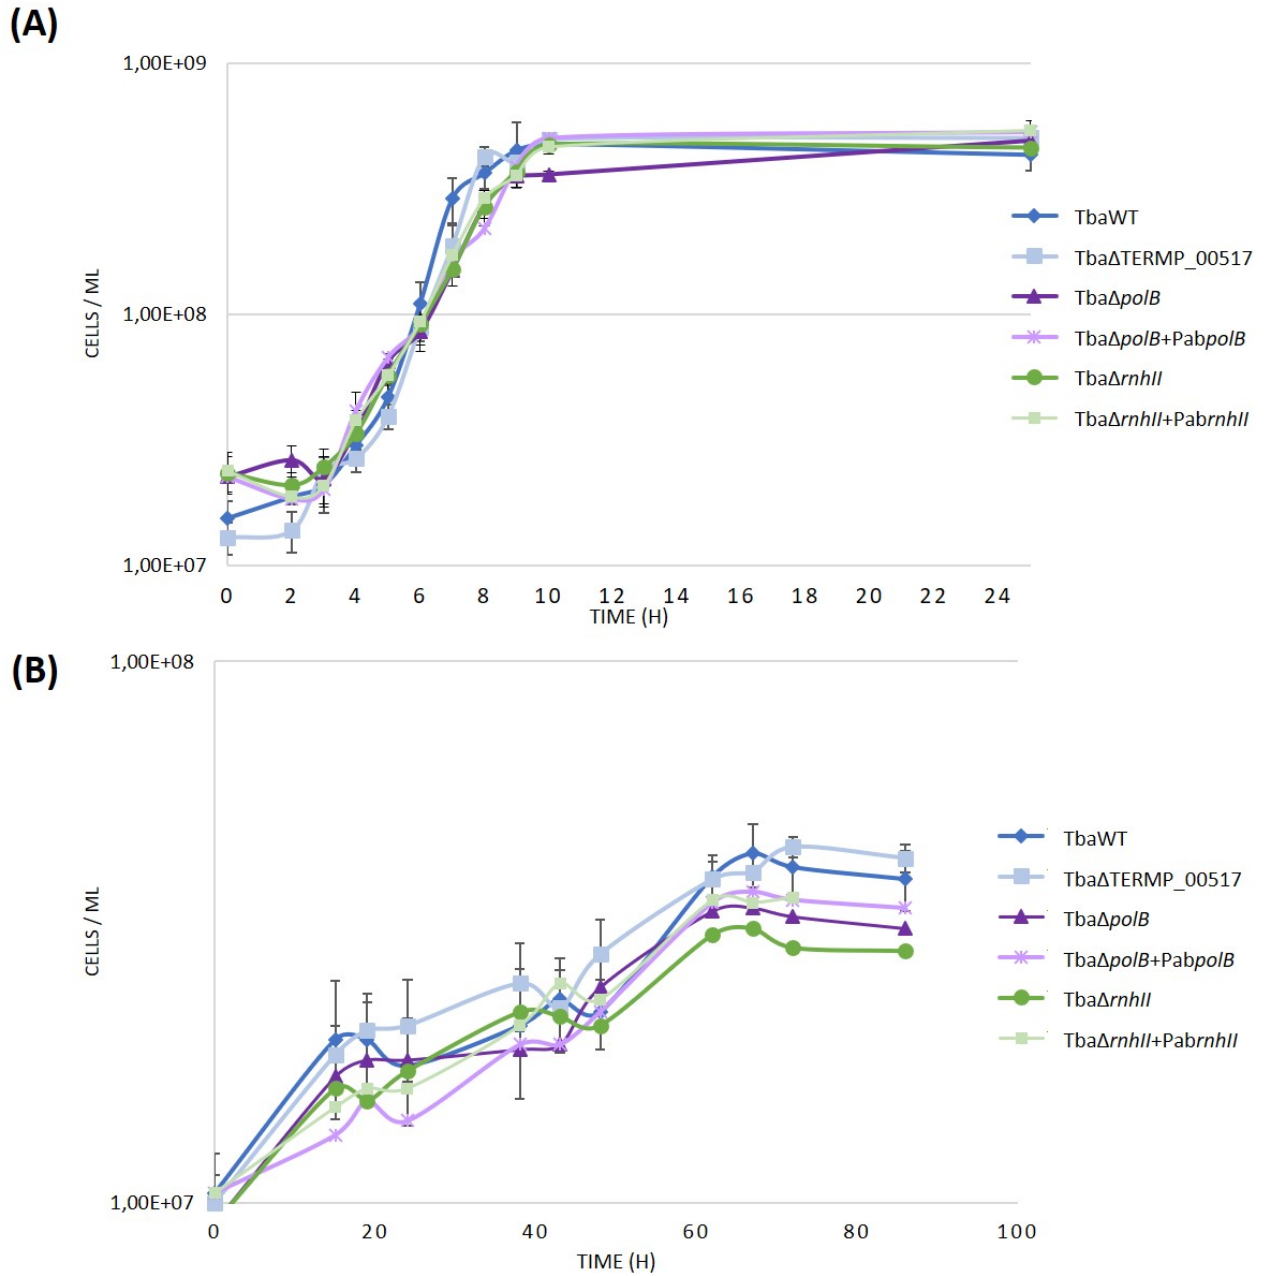 (A)
1,00E+09
1,00E+08
1,00E+07
CELLS / ML
0 2 4 6 8 10 12 14 16 18 20 22 24
TIME (H)
TbaWT
TbaΔTERMP_00517
TbaΔpolB
TbaΔpolB+PabpolB
TbaΔrnhII
TbaΔrnhII+PabrnhII
(B)
1,00E+08
1,00E+07
CELLS / ML
0 20 40 60 80 100
TIME (H)
TbaWT
TbaΔTERMP_00517
TbaΔpolB
TbaΔpolB+PabpolB
TbaΔrnhII
TbaΔrnhII+PabrnhII